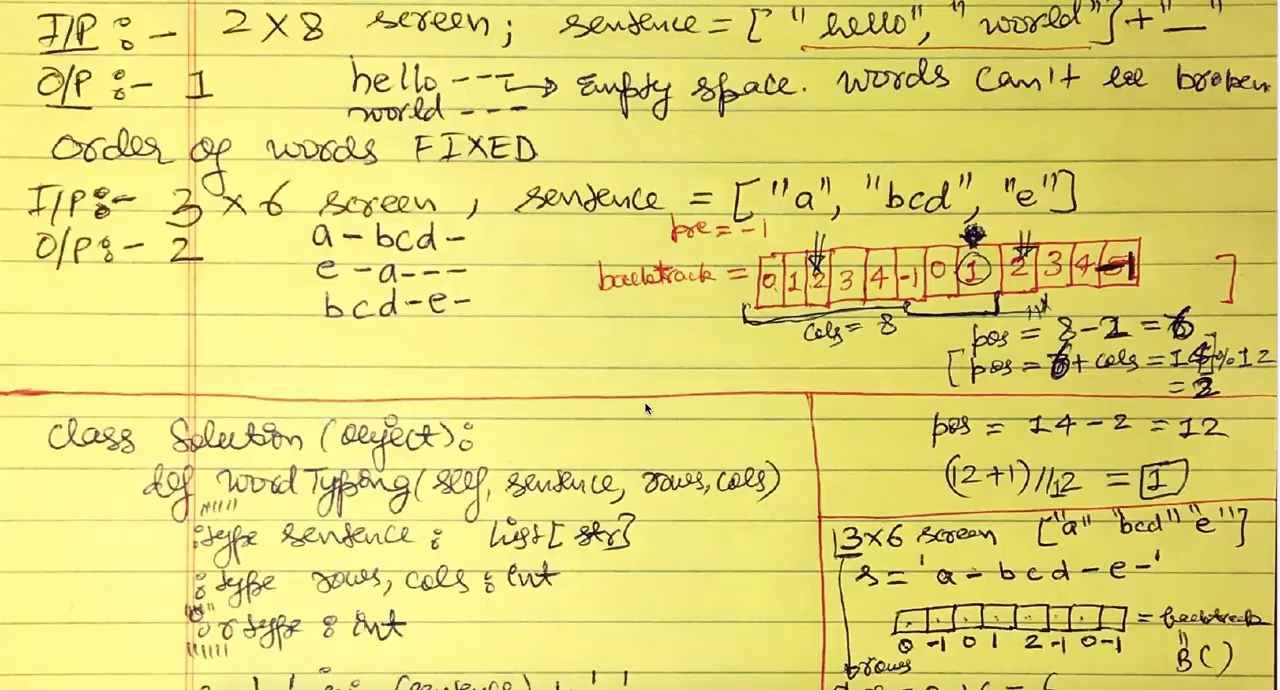 I/P :- 2 X 8 screen; sentence = ["hello", "world"] + "_"
O/P :- 1 hello --- → Empty space. words can't be broken
world ---
Order of words FIXED
I/P :- 3 x 6 screen, sentence = ["a", "bcd", "e"]
O/P :- 2 a - bcd -
e - a - - -
bcd - e -
pre = -1
backtrack = 0 1 2 3 4 -1 0 1 2 3 4 -1 ]
cols = 8
pos = 8 - 2 = 6
[pos = 6 + cols = 14] % 12
= 2
pos = 14 - 2 = 12
(12+1)//12 = 1
class Solution (object):
def wordTyping (self, sentence, rows, cols)
"""
:type sentence : list[str]
:type rows, cols : int
:rtype : int
"""
3x6 screen ["a" "bcd" "e"]
s = 'a - bcd - e -'
= backtrack
0 -1 0 1 2 -1 0 -1
B()
rows